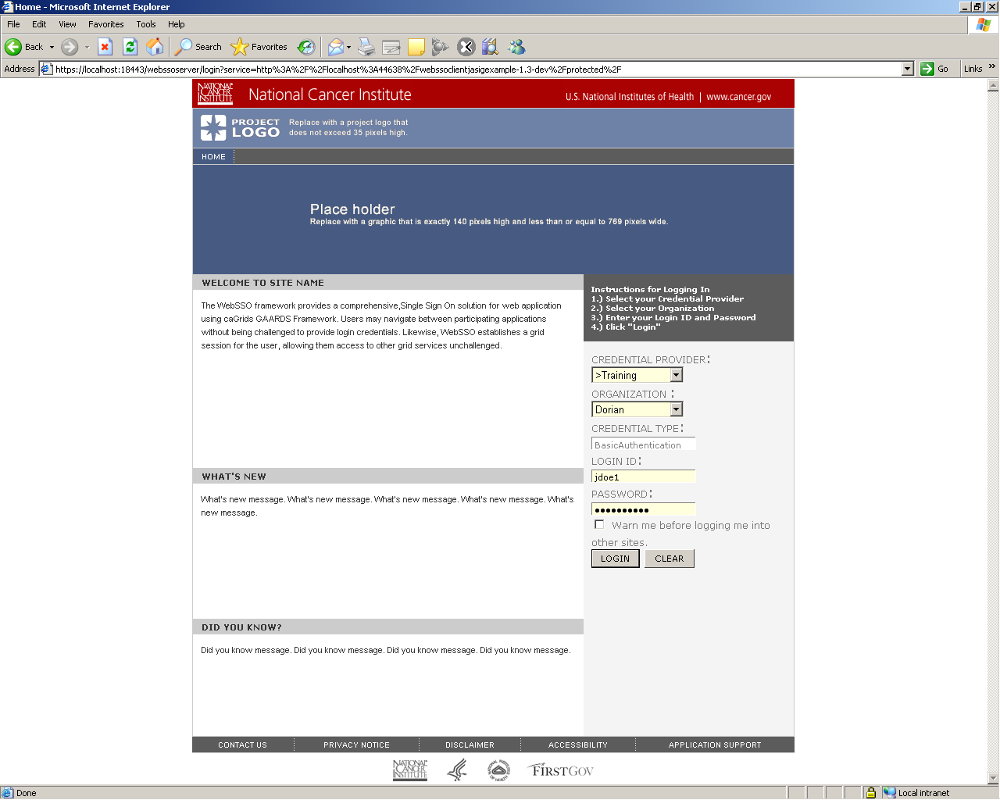 Home - Microsoft Internet Explorer
File Edit View Favorites Tools Help
Back Search Favorites
Address https://localhost:18443/webssoserver/login?service=http%3A%2F%2Flocalhost%3A44638%2Fwebssoclientjasigexample-1.3-dev%2Fprotected%2F Go Links »
NATIONAL CANCER INSTITUTE National Cancer Institute U.S. National Institutes of Health | www.cancer.gov
PROJECT LOGO
Replace with a project logo that
does not exceed 35 pixels high.
HOME
Place holder
Replace with a graphic that is exactly 140 pixels high and less than or equal to 769 pixels wide.
WELCOME TO SITE NAME
The WebSSO framework provides a comprehensive,Single Sign On solution for web application
using caGrids GAARDS Framework. Users may navigate between participating applications
without being challenged to provide login credentials. Likewise, WebSSO establishes a grid
session for the user, allowing them access to other grid services unchallenged.
WHAT'S NEW
What's new message. What's new message. What's new message. What's new message. What's
new message.
DID YOU KNOW?
Did you know message. Did you know message. Did you know message. Did you know message.
Instructions for Logging In
1.) Select your Credential Provider
2.) Select your Organization
3.) Enter your Login ID and Password
4.) Click "Login"
CREDENTIAL PROVIDER:
>Training
ORGANIZATION :
Dorian
CREDENTIAL TYPE:
BasicAuthentication
LOGIN ID:
jdoe1
PASSWORD:
••••••••••
Warn me before logging me into
other sites.
LOGIN CLEAR
CONTACT US PRIVACY NOTICE DISCLAIMER ACCESSIBILITY APPLICATION SUPPORT
NATIONAL CANCER INSTITUTE FIRSTGOV
Done Local intranet